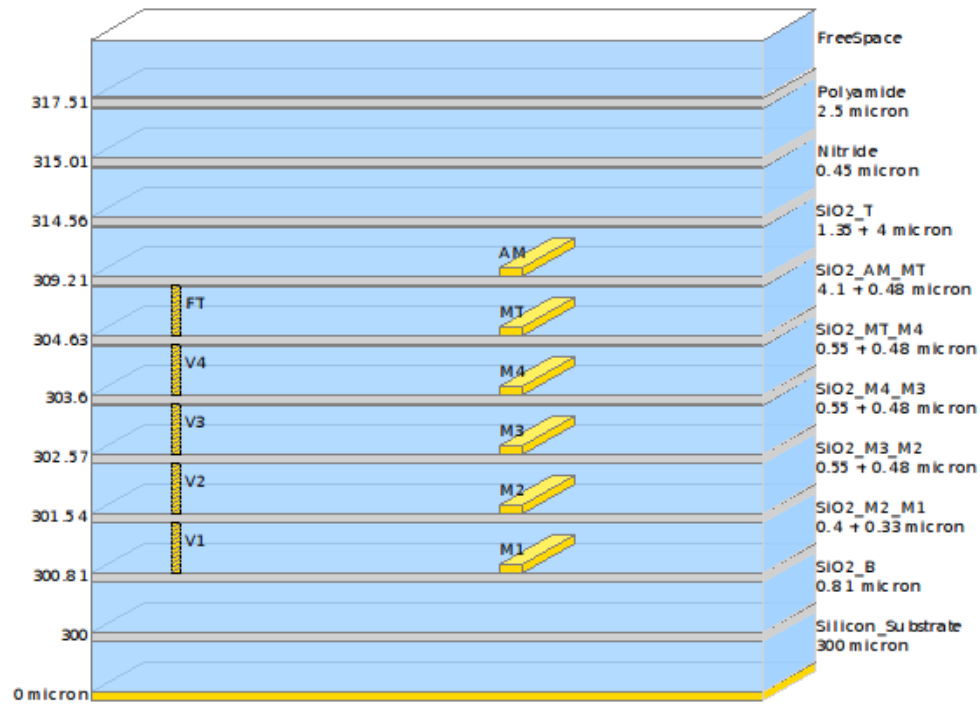 FreeSpace
317.51
Polyamide
2.5 micron
315.01
Nitride
0.45 micron
314.56
SiO2_T
1.35 + 4 micron
AM
309.21
SiO2_AM_MT
4.1 + 0.48 micron
FT
MT
304.63
SiO2_MT_M4
0.55 + 0.48 micron
V4
M4
303.6
SiO2_M4_M3
0.55 + 0.48 micron
V3
M3
302.57
SiO2_M3_M2
0.55 + 0.48 micron
V2
M2
301.54
SiO2_M2_M1
0.4 + 0.33 micron
V1
M1
300.81
SiO2_B
0.81 micron
300
Silicon_Substrate
300 micron
0 micron